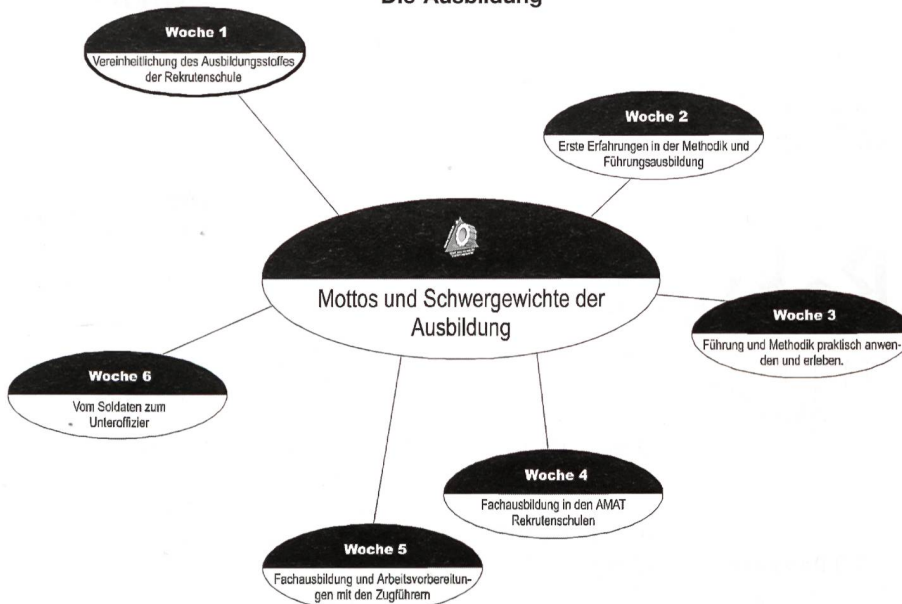 Die Ausbildung
Woche 1
Vereinheitlichung des Ausbildungsstoffes
der Rekrutenschule
Woche 2
Erste Erfahrungen in der Methodik und
Führungsausbildung
Mottos und Schwergewichte der
Ausbildung
Woche 3
Führung und Methodik praktisch anwen-
den und erleben.
Woche 6
Vom Soldaten zum
Unteroffizier
Woche 4
Fachausbildung in den AMAT
Rekrutenschulen
Woche 5
Fachausbildung und Arbeitsvorbereitun-
gen mit den Zugführern